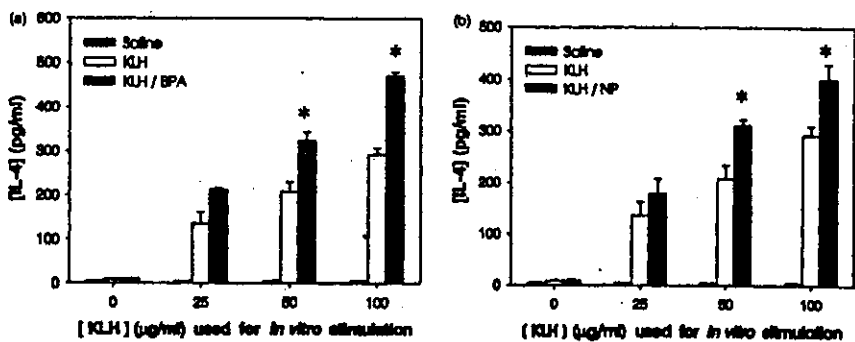 (a)
600
500
400
300
200
100
0
[IL-4] (pg/ml)
Saline
KLH
KLH / BPA
*
*
0
25
50
100
[ KLH ] (µg/ml) used for in vitro stimulation
(b)
500
400
300
200
100
0
[IL-4] (pg/ml)
Saline
KLH
KLH / NP
*
*
0
25
50
100
[ KLH ] (µg/ml) used for in vitro stimulation